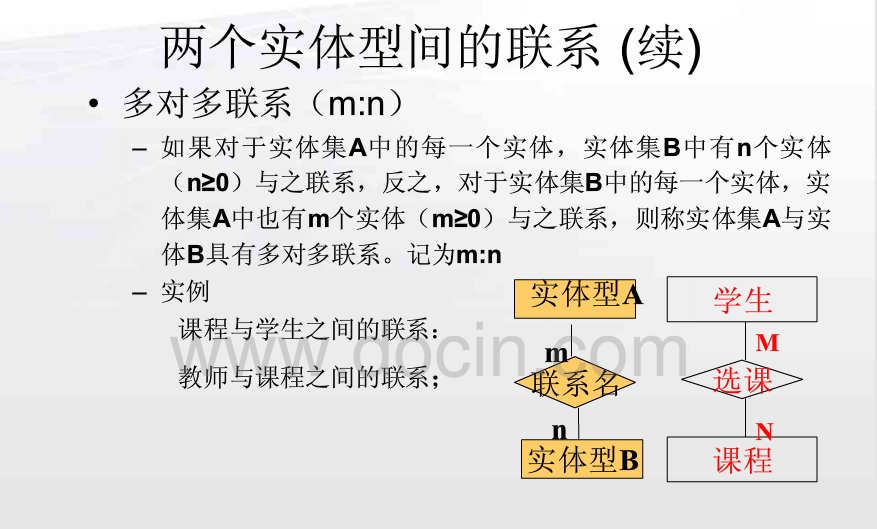 两个实体型间的联系 (续)
• 多对多联系（m:n）
– 如果对于实体集A中的每一个实体，实体集B中有n个实体
（n≥0）与之联系，反之，对于实体集B中的每一个实体，实
体集A中也有m个实体（m≥0）与之联系，则称实体集A与实
体B具有多对多联系。记为m:n
– 实例
课程与学生之间的联系：
教师与课程之间的联系；
www.docin.com
实体型A
m
联系名
n
实体型B
学生
M
选课
N
课程